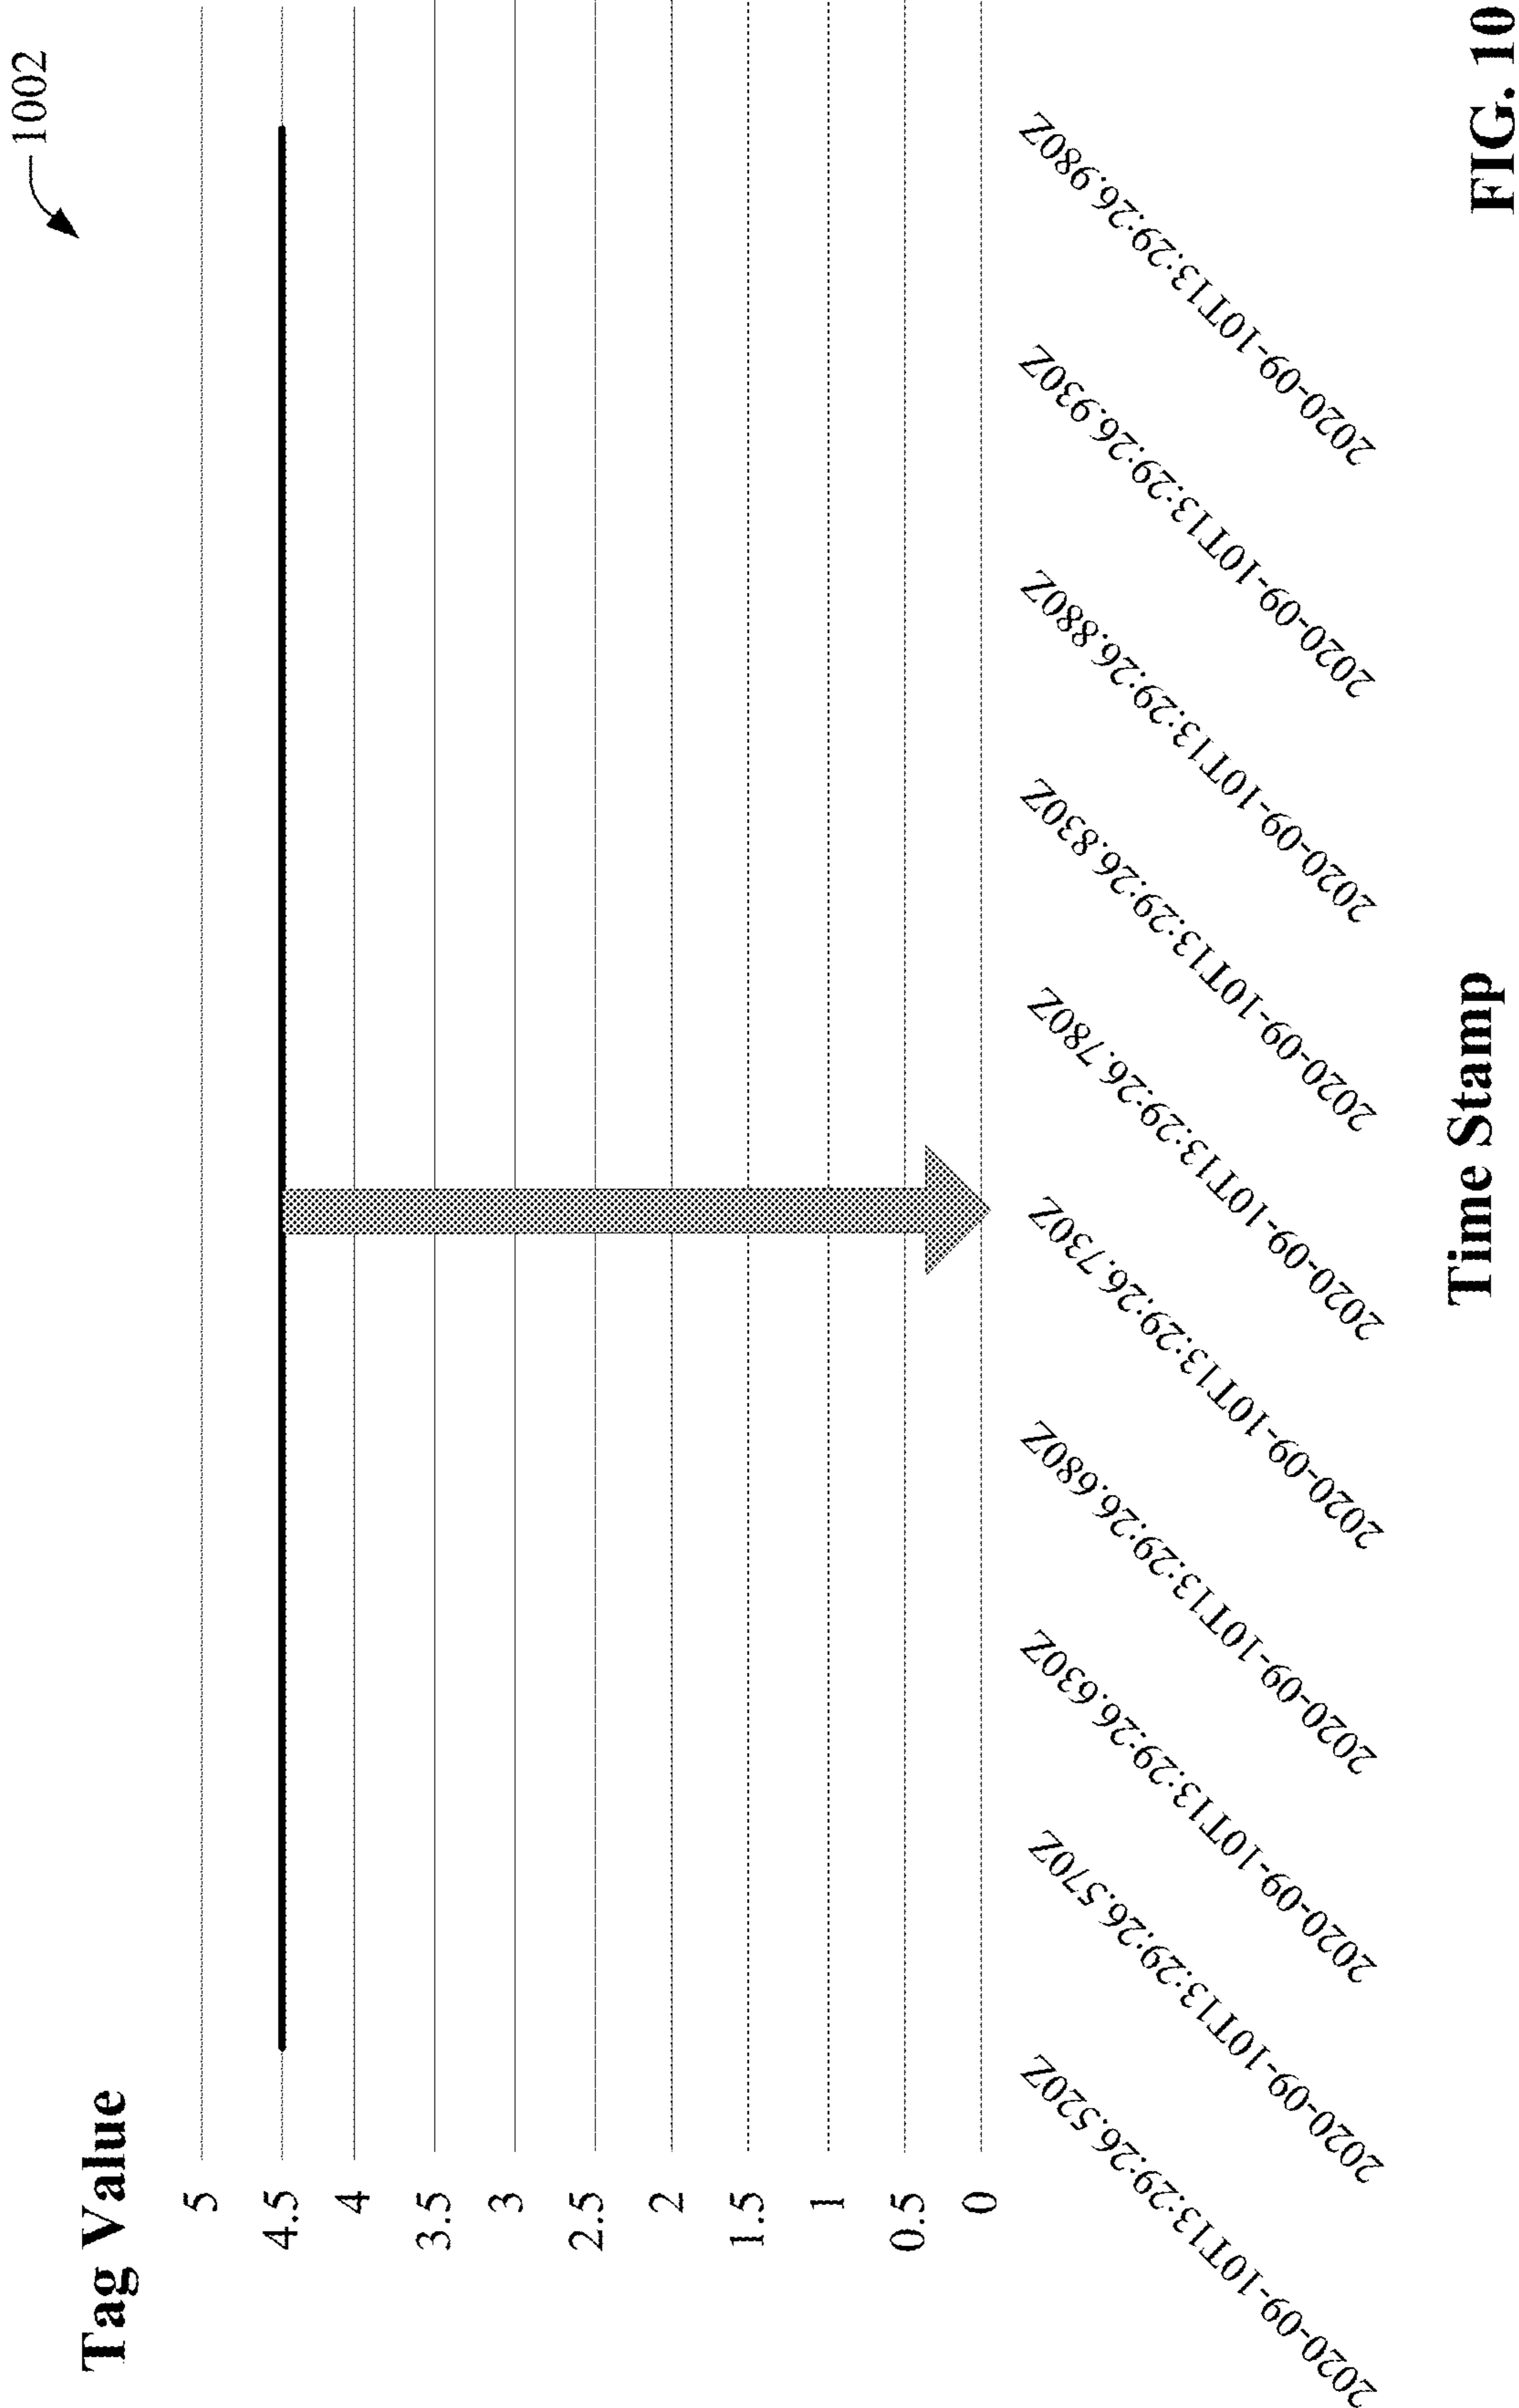 1002
Tag Value
5
4.5
4
3.5
3
2.5
2
1.5
1
0.5
0
2020-09-10T13:29:26.520Z
2020-09-10T13:29:26.570Z
2020-09-10T13:29:26.630Z
2020-09-10T13:29:26.680Z
2020-09-10T13:29:26.730Z
2020-09-10T13:29:26.780Z
2020-09-10T13:29:26.830Z
2020-09-10T13:29:26.880Z
2020-09-10T13:29:26.930Z
2020-09-10T13:29:26.980Z
Time Stamp
FIG. 10